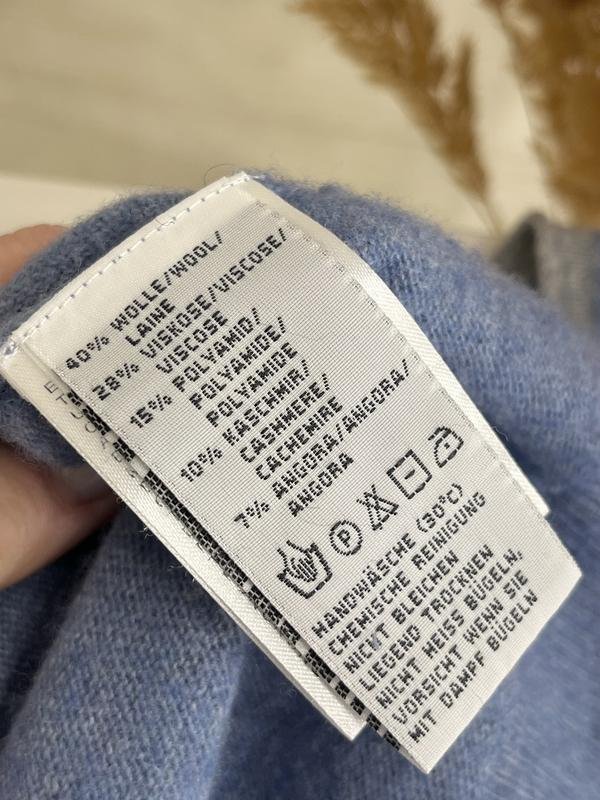 40% WOLLE/WOOL/
LAINE
28% VISKOSE/VISCOSE/
VISCOSE
15% POLYAMID/
POLYAMIDE/
POLYAMIDE
10% KASCHMIR/
CASHMERE/
CACHEMIRE
7% ANGORA/ANGORA/
ANGORA
P
HANDWÄSCHE (30°C)
CHEMISCHE REINIGUNG
NICHT BLEICHEN
LIEGEND TROCKNEN
NICHT HEISS BÜGELN,
VORSICHT WENN SIE
MIT DAMPF BÜGELN